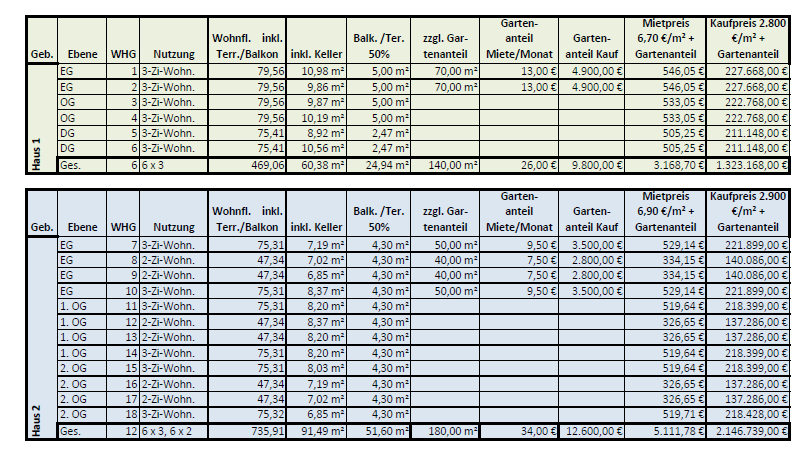 Geb. Ebene WHG Nutzung Wohnfl. inkl. Terr./Balkon inkl. Keller Balk. /Ter. 50% zzgl. Gar- tenanteil Garten- anteil Miete/Monat Garten- anteil Kauf Mietpreis 6,70 €/m² + Gartenanteil Kaufpreis 2.800 €/m² + Gartenanteil
Haus 1
EG 1 3-Zi-Wohn. 79,56 10,98 m² 5,00 m² 70,00 m² 13,00 € 4.900,00 € 546,05 € 227.668,00 €
EG 2 3-Zi-Wohn. 79,56 9,86 m² 5,00 m² 70,00 m² 13,00 € 4.900,00 € 546,05 € 227.668,00 €
OG 3 3-Zi-Wohn. 79,56 9,87 m² 5,00 m² 533,05 € 222.768,00 €
OG 4 3-Zi-Wohn. 79,56 10,19 m² 5,00 m² 533,05 € 222.768,00 €
DG 5 3-Zi-Wohn. 75,41 8,92 m² 2,47 m² 505,25 € 211.148,00 €
DG 6 3-Zi-Wohn. 75,41 10,56 m² 2,47 m² 505,25 € 211.148,00 €
Ges. 6 6 x 3 469,06 60,38 m² 24,94 m² 140,00 m² 26,00 € 9.800,00 € 3.168,70 € 1.323.168,00 €
Geb. Ebene WHG Nutzung Wohnfl. inkl. Terr./Balkon inkl. Keller Balk. /Ter. 50% zzgl. Gar- tenanteil Garten- anteil Miete/Monat Garten- anteil Kauf Mietpreis 6,90 €/m² + Gartenanteil Kaufpreis 2.900 €/m² + Gartenanteil
Haus 2
EG 7 3-Zi-Wohn. 75,31 7,19 m² 4,30 m² 50,00 m² 9,50 € 3.500,00 € 529,14 € 221.899,00 €
EG 8 2-Zi-Wohn. 47,34 7,02 m² 4,30 m² 40,00 m² 7,50 € 2.800,00 € 334,15 € 140.086,00 €
EG 9 2-Zi-Wohn. 47,34 6,85 m² 4,30 m² 40,00 m² 7,50 € 2.800,00 € 334,15 € 140.086,00 €
EG 10 3-Zi-Wohn. 75,31 8,37 m² 4,30 m² 50,00 m² 9,50 € 3.500,00 € 529,14 € 221.899,00 €
1. OG 11 3-Zi-Wohn. 75,31 8,20 m² 4,30 m² 519,64 € 218.399,00 €
1. OG 12 2-Zi-Wohn. 47,34 8,37 m² 4,30 m² 326,65 € 137.286,00 €
1. OG 13 2-Zi-Wohn. 47,34 8,20 m² 4,30 m² 326,65 € 137.286,00 €
1. OG 14 3-Zi-Wohn. 75,31 8,20 m² 4,30 m² 519,64 € 218.399,00 €
2. OG 15 3-Zi-Wohn. 75,31 8,03 m² 4,30 m² 519,64 € 218.399,00 €
2. OG 16 2-Zi-Wohn. 47,34 7,19 m² 4,30 m² 326,65 € 137.286,00 €
2. OG 17 2-Zi-Wohn. 47,34 7,02 m² 4,30 m² 326,65 € 137.286,00 €
2. OG 18 3-Zi-Wohn. 75,32 6,85 m² 4,30 m² 519,71 € 218.428,00 €
Ges. 12 6 x 3, 6 x 2 735,91 91,49 m² 51,60 m² 180,00 m² 34,00 € 12.600,00 € 5.111,78 € 2.146.739,00 €